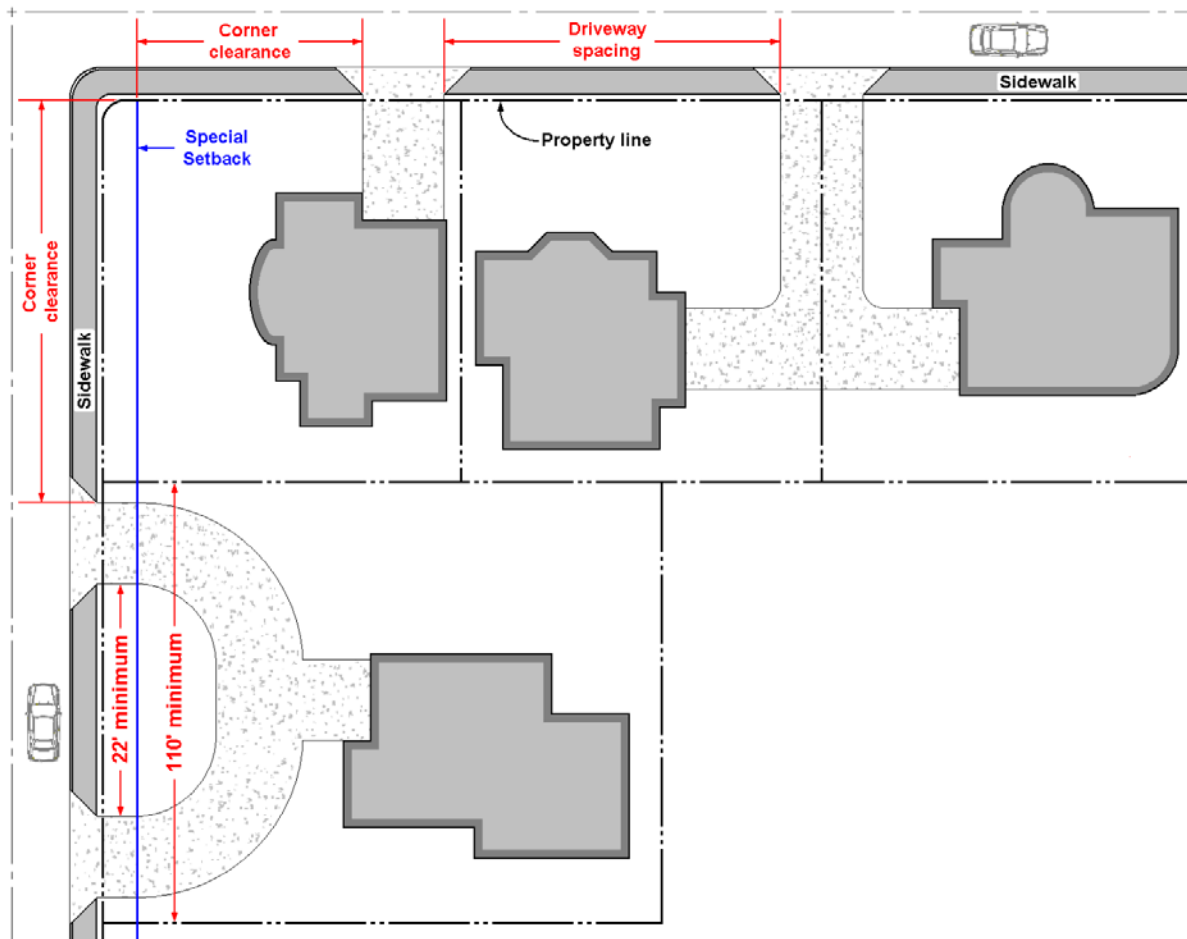 Corner
clearance
Driveway
spacing
Sidewalk
Special
Setback
Property line
Corner
clearance
Sidewalk
22' minimum
110' minimum